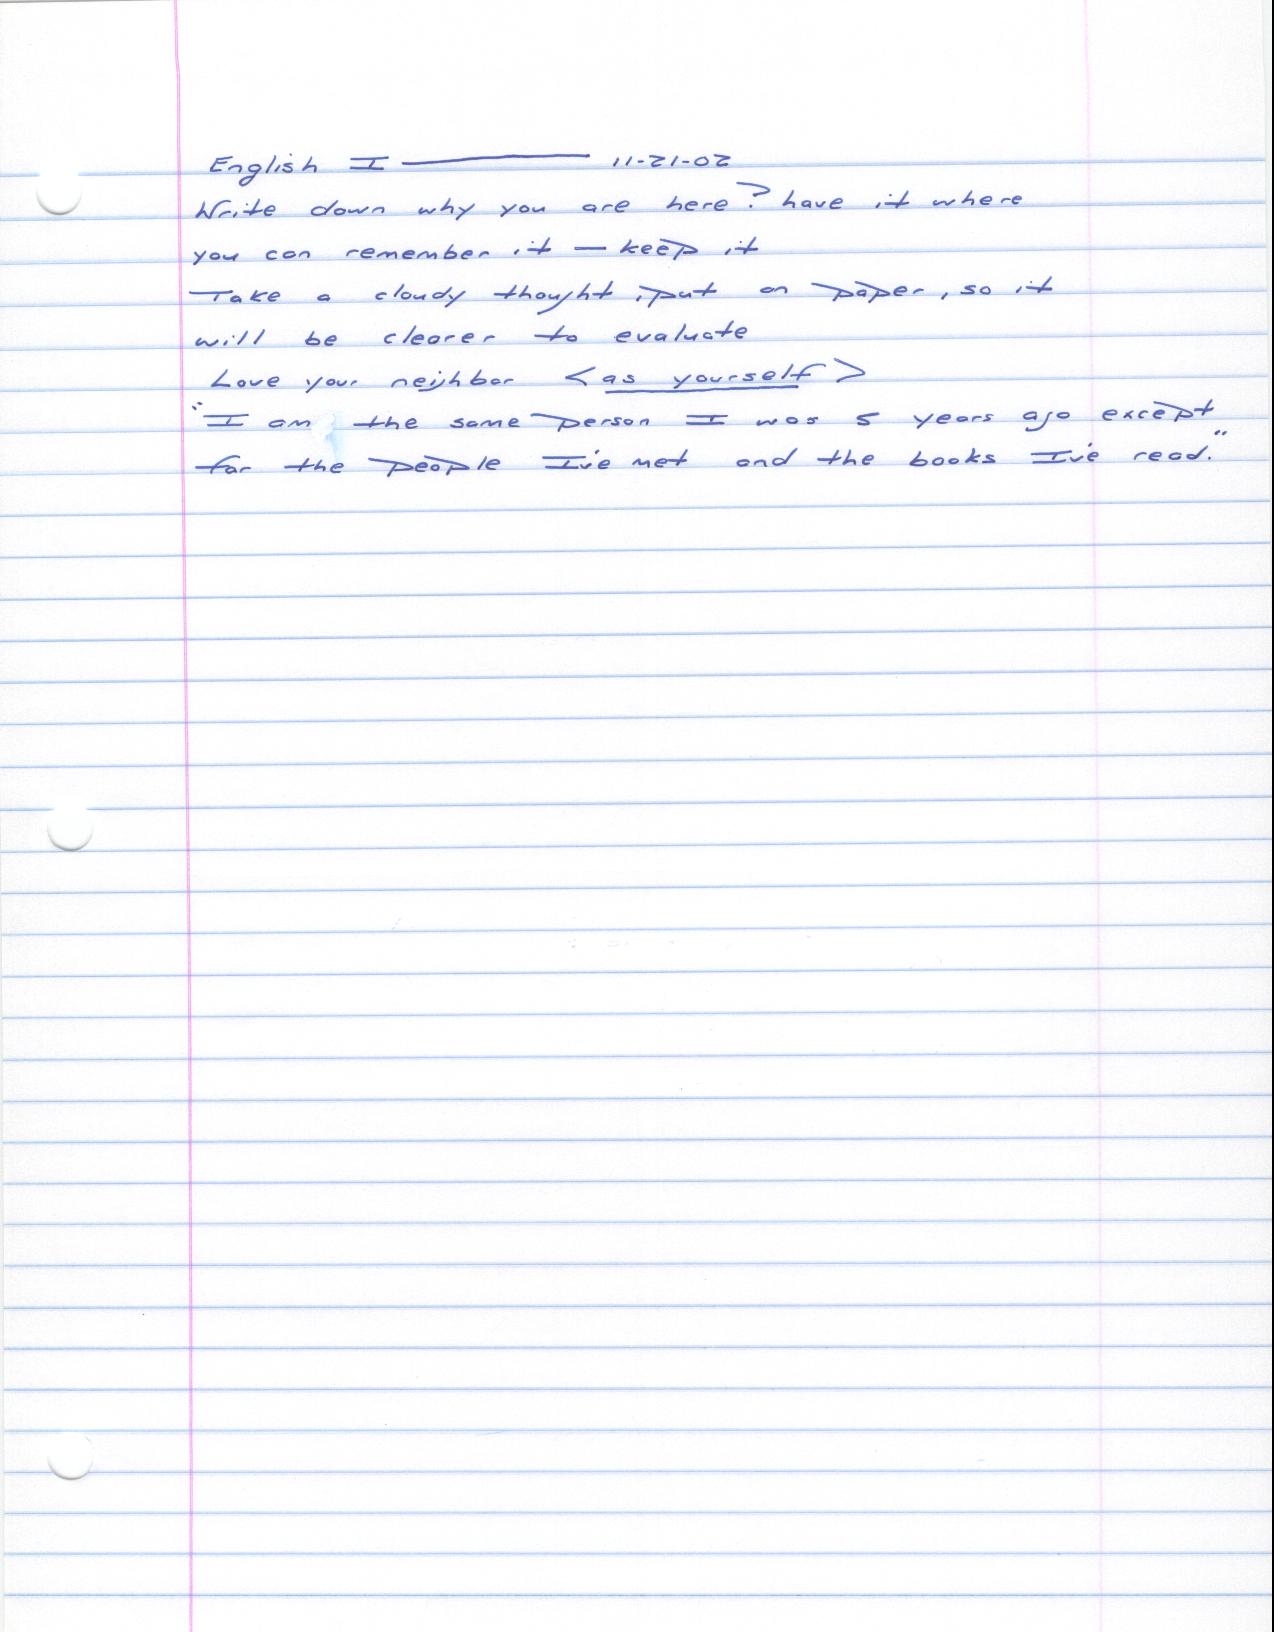 English I ——— 11-21-02
Write down why you are here? have it where
you can remember it — keep it
Take a cloudy thought, put on paper, so it
will be clearer to evaluate
Love your neihbor <as yourself>
"I am the same person I was 5 years ago except
for the people I've met and the books I've read."